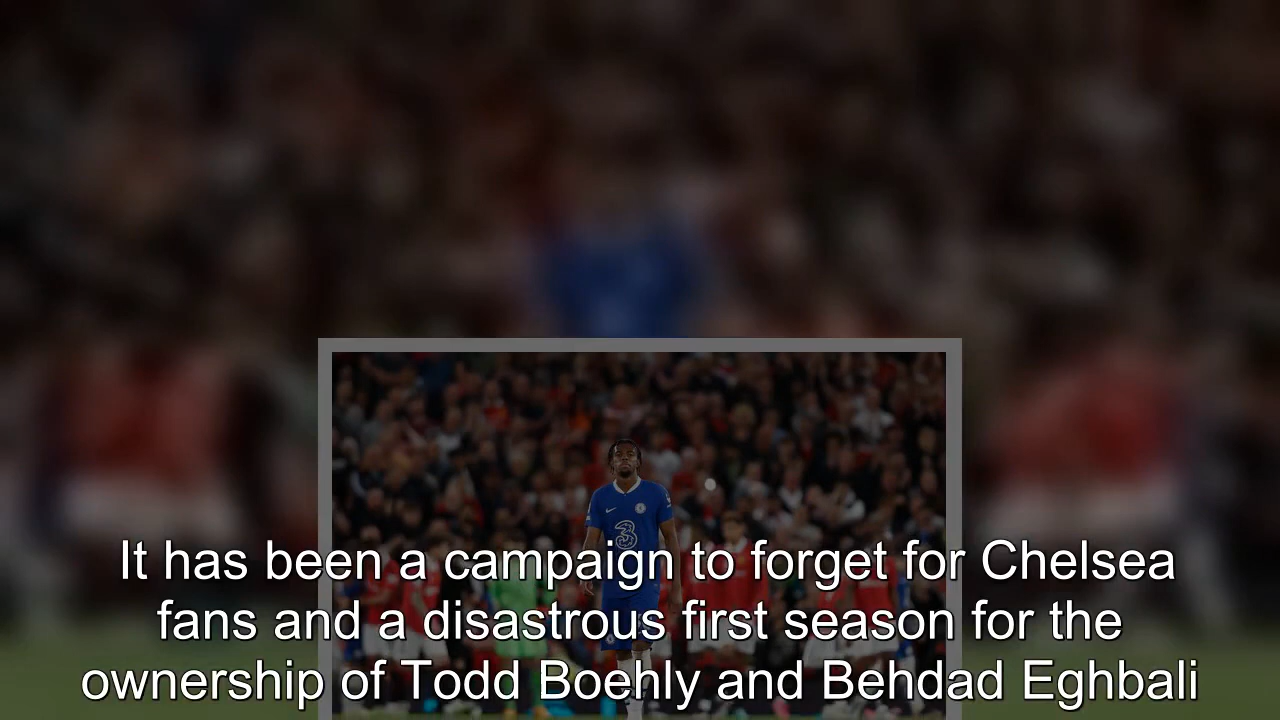 It has been a campaign to forget for Chelsea
fans and a disastrous first season for the
ownership of Todd Boehly and Behdad Eghbali